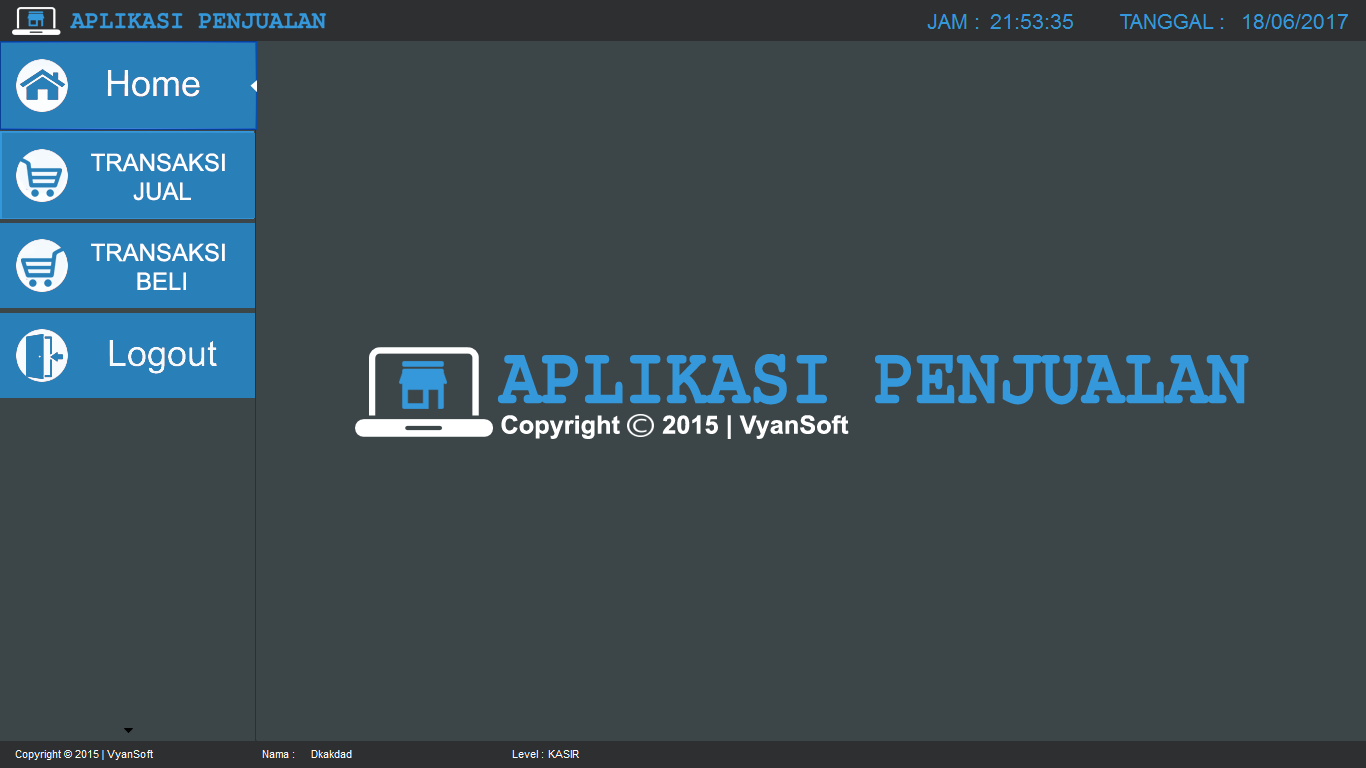 APLIKASI PENJUALAN
JAM : 21:53:35 TANGGAL : 18/06/2017
Home
TRANSAKSI
JUAL
TRANSAKSI
BELI
Logout
APLIKASI PENJUALAN
Copyright © 2015 | VyanSoft
Copyright © 2015 | VyanSoft Nama : Dkakdad Level : KASIR